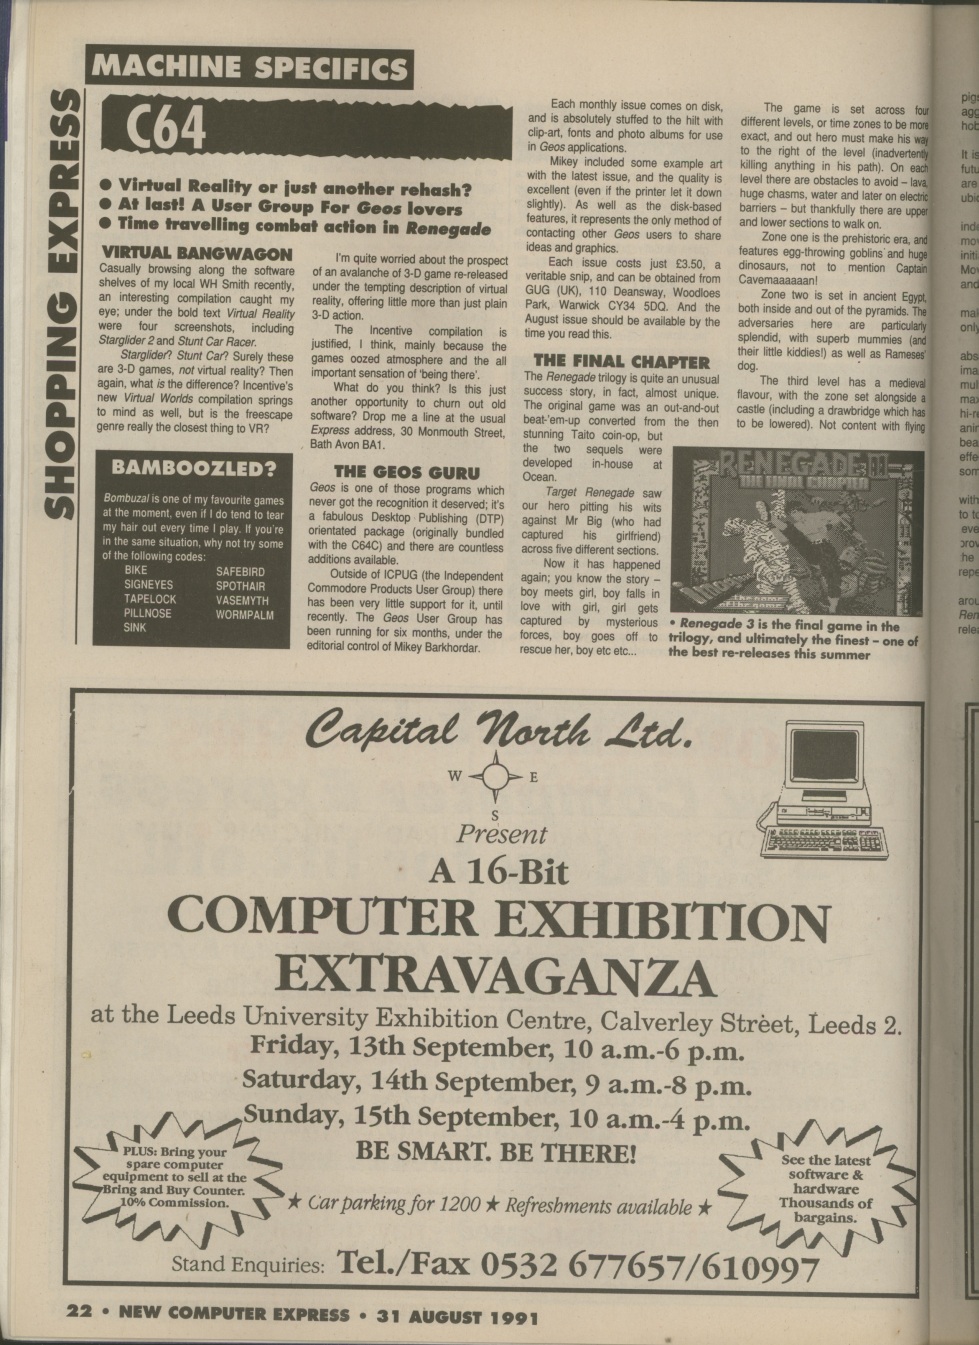 MACHINE SPECIFICS
SHOPPING EXPRESS
C64
● Virtual Reality or just another rehash?
● At last! A User Group For Geos lovers
● Time travelling combat action in Renegade
VIRTUAL BANGWAGON
Casually browsing along the software
shelves of my local WH Smith recently,
an interesting compilation caught my
eye; under the bold text Virtual Reality
were four screenshots, including
Starglider 2 and Stunt Car Racer.
Starglider? Stunt Car? Surely these
are 3-D games, not virtual reality? Then
again, what is the difference? Incentive's
new Virtual Worlds compilation springs
to mind as well, but is the freescape
genre really the closest thing to VR?
BAMBOOZLED?
Bombuzal is one of my favourite games
at the moment, even if I do tend to tear
my hair out every time I play. If you're
in the same situation, why not try some
of the following codes:
BIKE
SIGNEYES
TAPELOCK
PILLNOSE
SINK
SAFEBIRD
SPOTHAIR
VASEMYTH
WORMPALM
I'm quite worried about the prospect
of an avalanche of 3-D game re-released
under the tempting description of virtual
reality, offering little more than just plain
3-D action.
The Incentive compilation is
justified, I think, mainly because the
games oozed atmosphere and the all
important sensation of 'being there'.
What do you think? Is this just
another opportunity to churn out old
software? Drop me a line at the usual
Express address, 30 Monmouth Street,
Bath Avon BA1.
THE GEOS GURU
Geos is one of those programs which
never got the recognition it deserved; it's
a fabulous Desktop Publishing (DTP)
orientated package (originally bundled
with the C64C) and there are countless
additions available.
Outside of ICPUG (the Independent
Commodore Products User Group) there
has been very little support for it, until
recently. The Geos User Group has
been running for six months, under the
editorial control of Mikey Barkhordar.
Each monthly issue comes on disk,
and is absolutely stuffed to the hilt with
clip-art, fonts and photo albums for use
in Geos applications.
Mikey included some example art
with the latest issue, and the quality is
excellent (even if the printer let it down
slightly). As well as the disk-based
features, it represents the only method of
contacting other Geos users to share
ideas and graphics.
Each issue costs just £3.50, a
veritable snip, and can be obtained from
GUG (UK), 110 Deansway, Woodloes
Park, Warwick CY34 5DQ. And the
August issue should be available by the
time you read this.
THE FINAL CHAPTER
The Renegade trilogy is quite an unusual
success story, in fact, almost unique.
The original game was an out-and-out
beat-'em-up converted from the then
stunning Taito coin-op, but
the two sequels were
developed in-house at
Ocean.
Target Renegade saw
our hero pitting his wits
against Mr Big (who had
captured his girlfriend)
across five different sections.
Now it has happened
again; you know the story –
boy meets girl, boy falls in
love with girl, girl gets
captured by mysterious
forces, boy goes off to
rescue her, boy etc etc...
The game is set across four
different levels, or time zones to be more
exact, and out hero must make his way
to the right of the level (inadvertently
killing anything in his path). On each
level there are obstacles to avoid – lava,
huge chasms, water and later on electric
barriers – but thankfully there are upper
and lower sections to walk on.
Zone one is the prehistoric era, and
features egg-throwing goblins and huge
dinosaurs, not to mention Captain
Cavemaaaaaan!
Zone two is set in ancient Egypt,
both inside and out of the pyramids. The
adversaries here are particularly
splendid, with superb mummies (and
their little kiddies!) as well as Rameses'
dog.
The third level has a medieval
flavour, with the zone set alongside a
castle (including a drawbridge which has
to be lowered). Not content with flying
RENEGADE III
THE FINAL CHAPTER
the name
of the game
• Renegade 3 is the final game in the
trilogy, and ultimately the finest – one of
the best re-releases this summer
Capital North Ltd.
W E
S
Present
A 16-Bit
COMPUTER EXHIBITION
EXTRAVAGANZA
at the Leeds University Exhibition Centre, Calverley Street, Leeds 2.
Friday, 13th September, 10 a.m.-6 p.m.
Saturday, 14th September, 9 a.m.-8 p.m.
Sunday, 15th September, 10 a.m.-4 p.m.
BE SMART. BE THERE!
PLUS: Bring your
spare computer
equipment to sell at the
Bring and Buy Counter.
10% Commission.
★ Car parking for 1200 ★ Refreshments available ★
See the latest
software &
hardware
Thousands of
bargains.
Stand Enquiries: Tel./Fax 0532 677657/610997
22 • NEW COMPUTER EXPRESS • 31 AUGUST 1991